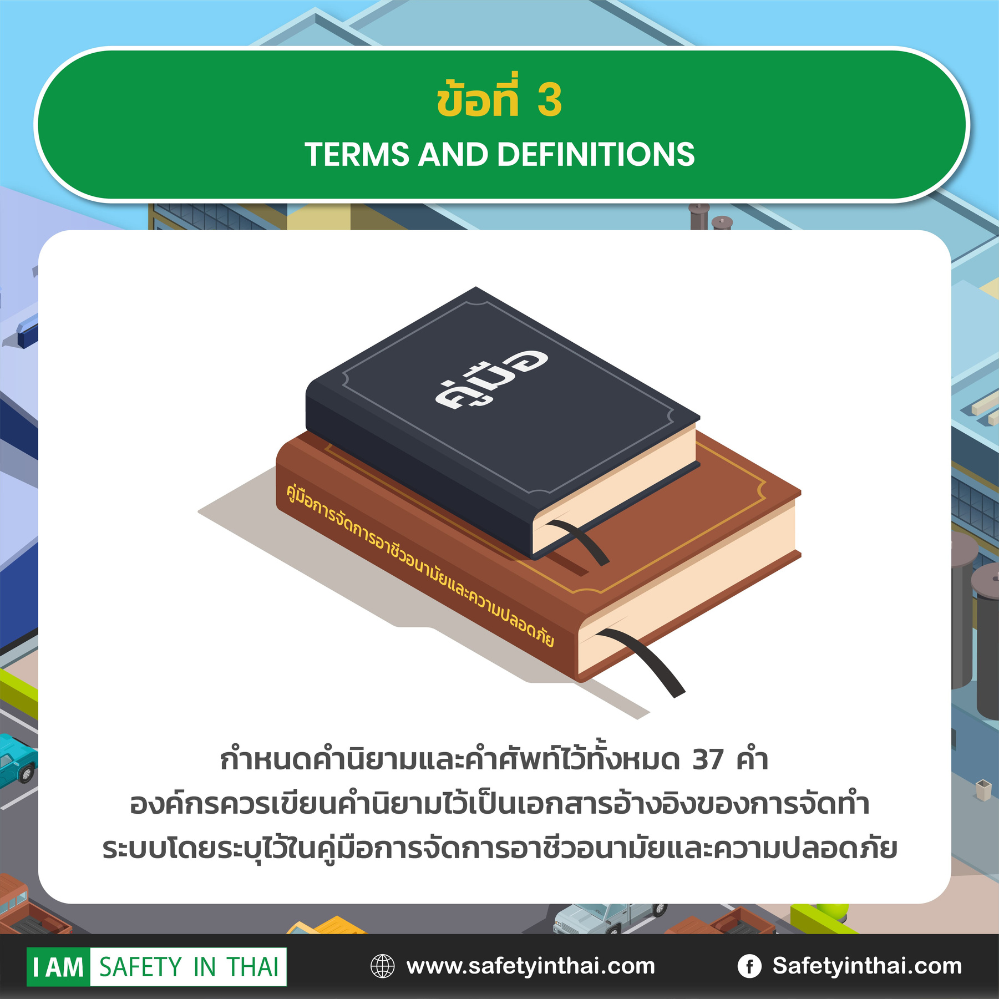 ข้อที่ 3
TERMS AND DEFINITIONS
คู่มือ
คู่มือการจัดการอาชีวอนามัยและความปลอดภัย
กำหนดคำนิยามและคำศัพท์ไว้ทั้งหมด 37 คำ
องค์กรควรเขียนคำนิยามไว้เป็นเอกสารอ้างอิงของการจัดทำ
ระบบโดยระบุไว้ในคู่มือการจัดการอาชีวอนามัยและความปลอดภัย
I AM SAFETY IN THAI
www.safetyinthai.com
Safetyinthai.com